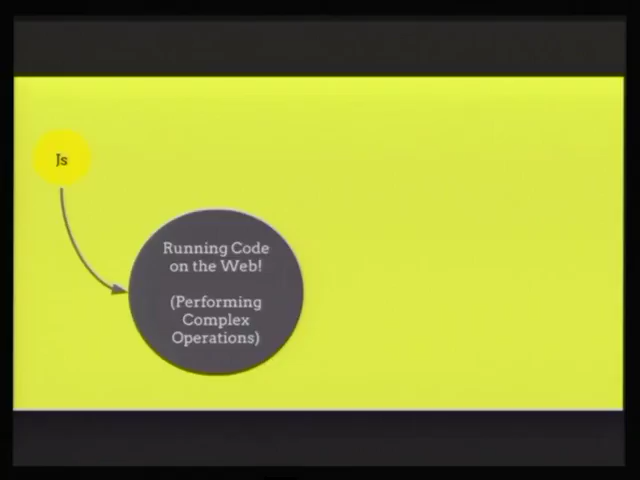 Js
Running Code
on the Web!
(Performing
Complex
Operations)